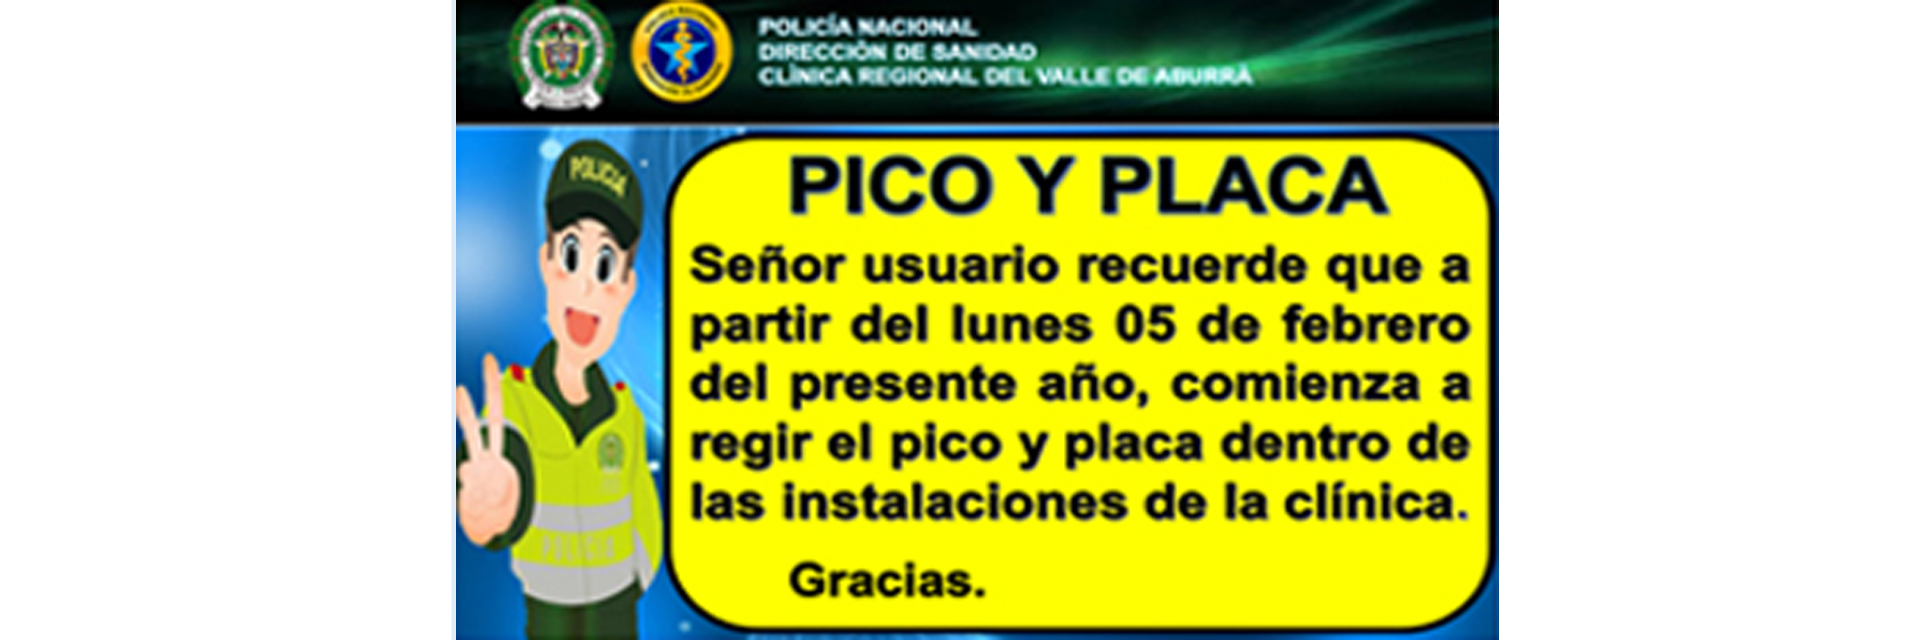 POLICÍA NACIONAL
DIRECCIÓN DE SANIDAD
CLÍNICA REGIONAL DEL VALLE DE ABURRÁ
POLICIA
PICO Y PLACA
Señor usuario recuerde que a
partir del lunes 05 de febrero
del presente año, comienza a
regir el pico y placa dentro de
las instalaciones de la clínica.
Gracias.
POLICIA